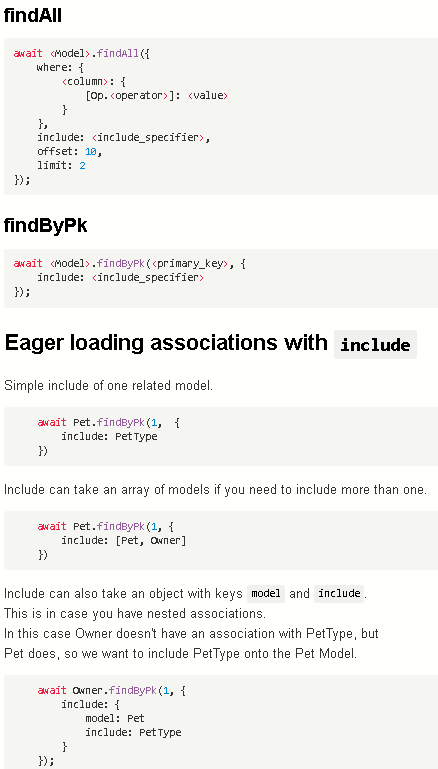 findAll
await <Model>.findAll({
    where: {
        <column>: {
            [Op.<operator>]: <value>
        }
    },
    include: <include_specifier>,
    offset: 10,
    limit: 2
});
findByPk
await <Model>.findByPk(<primary_key>, {
    include: <include_specifier>
});
Eager loading associations with include
Simple include of one related model.
    await Pet.findByPk(1,  {
        include: PetType
    })
Include can take an array of models if you need to include more than one.
    await Pet.findByPk(1, {
        include: [Pet, Owner]
    })
Include can also take an object with keys model and include.
This is in case you have nested associations.
In this case Owner doesn't have an association with PetType, but
Pet does, so we want to include PetType onto the Pet Model.
    await Owner.findByPk(1, {
        include: {
            model: Pet
            include: PetType
        }
    });